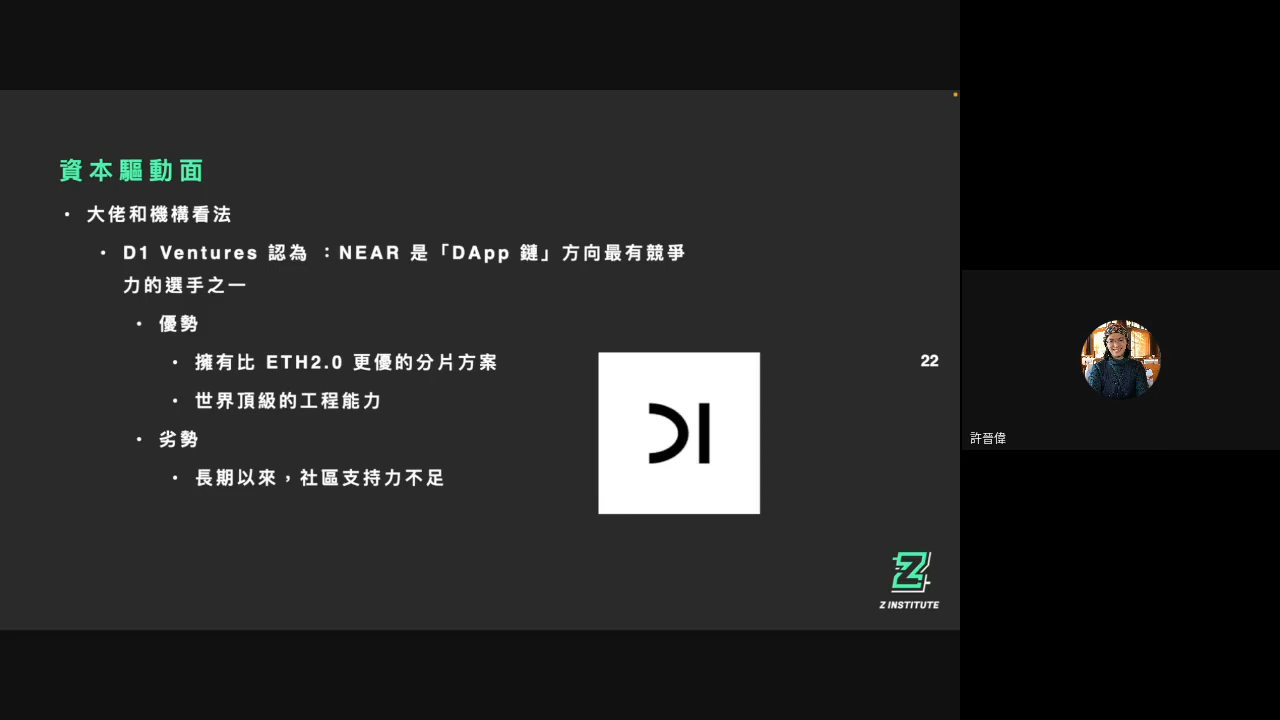 資本驅動面
• 大佬和機構看法
• D1 Ventures 認為 ：NEAR 是「DApp 鏈」方向最有競爭
力的選手之一
• 優勢
• 擁有比 ETH2.0 更優的分片方案
• 世界頂級的工程能力
• 劣勢
• 長期以來，社區支持力不足
D1
22
Z INSTITUTE
許晉偉